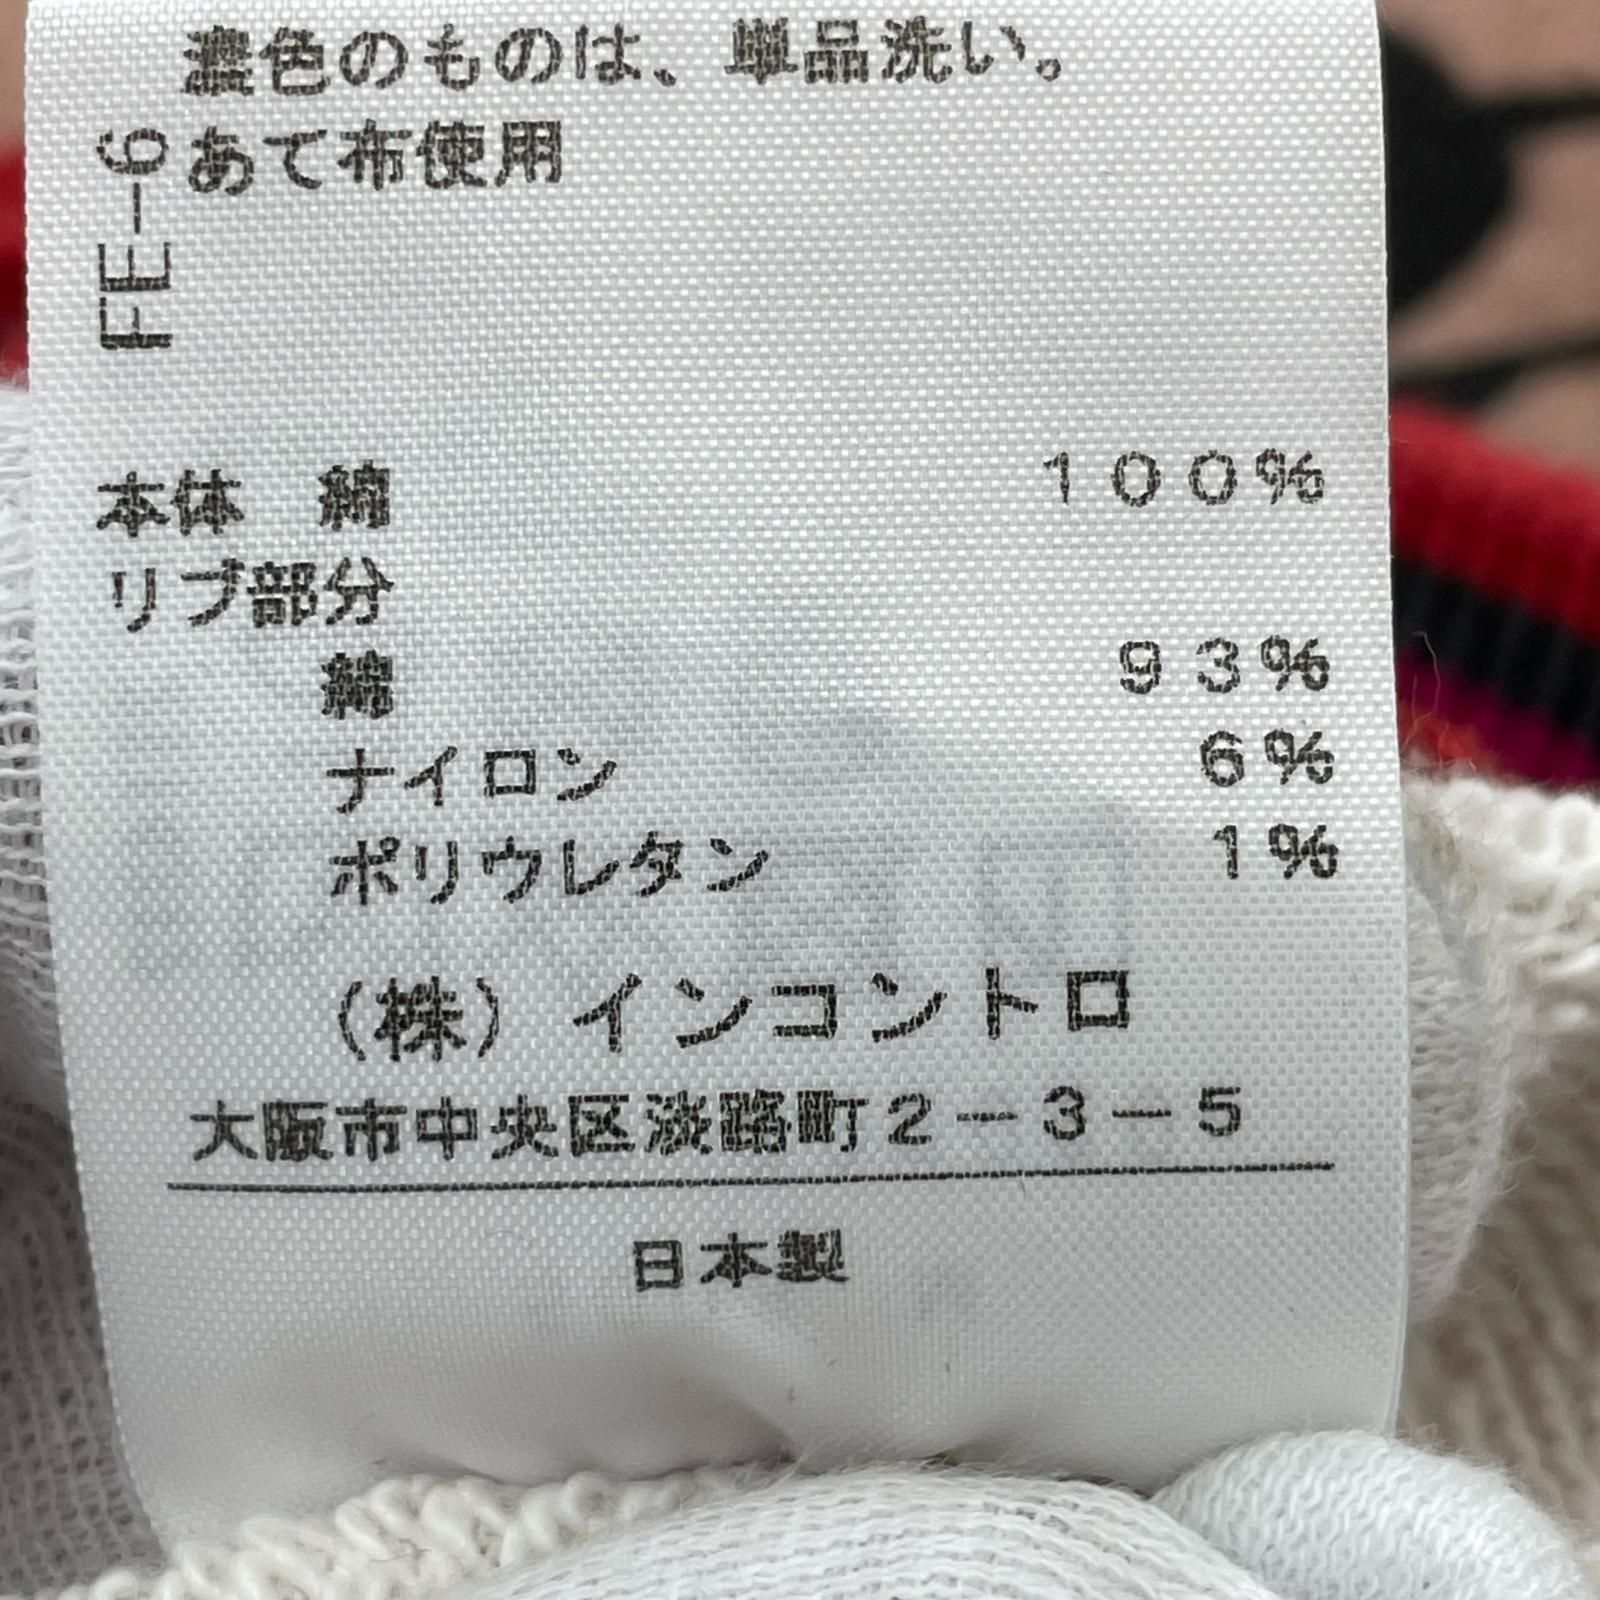 濃色のものは、単品洗い。
あて布使用
FE-6
本体 綿 100%
リブ部分
綿 93%
ナイロン 6%
ポリウレタン 1%
(株) インコントロ
大阪市中央区淡路町2-3-5
日本製